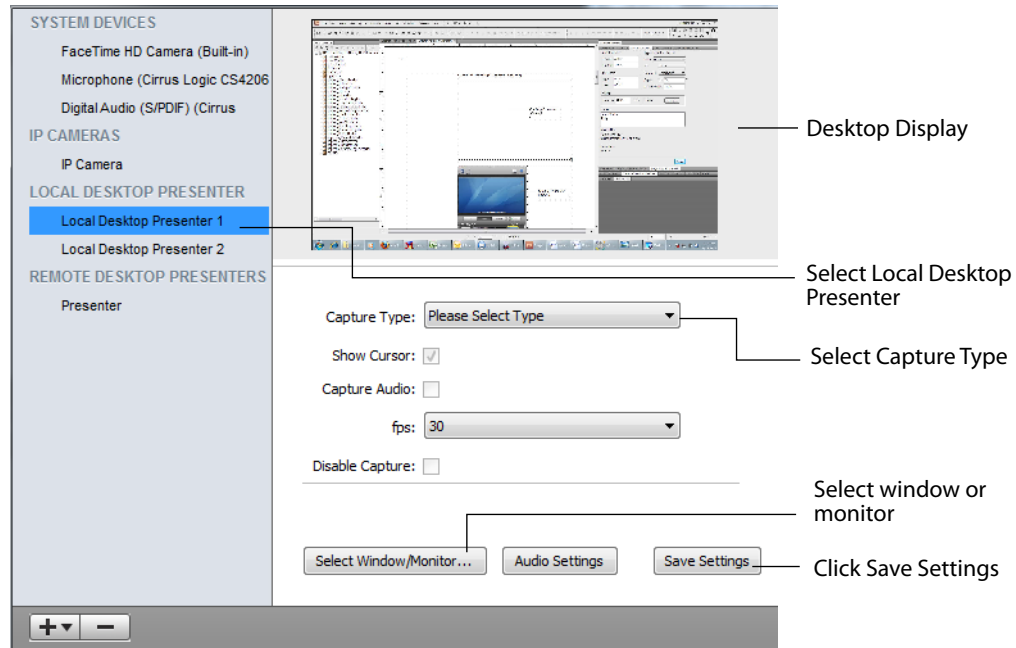 SYSTEM DEVICES
FaceTime HD Camera (Built-in)
Microphone (Cirrus Logic CS4206
Digital Audio (S/PDIF) (Cirrus
IP CAMERAS
IP Camera
LOCAL DESKTOP PRESENTER
Local Desktop Presenter 1
Local Desktop Presenter 2
REMOTE DESKTOP PRESENTERS
Presenter
Desktop Display
Select Local Desktop
Presenter
Capture Type: Please Select Type
Select Capture Type
Show Cursor:
Capture Audio:
fps: 30
Disable Capture:
Select window or
monitor
Select Window/Monitor... Audio Settings Save Settings
Click Save Settings